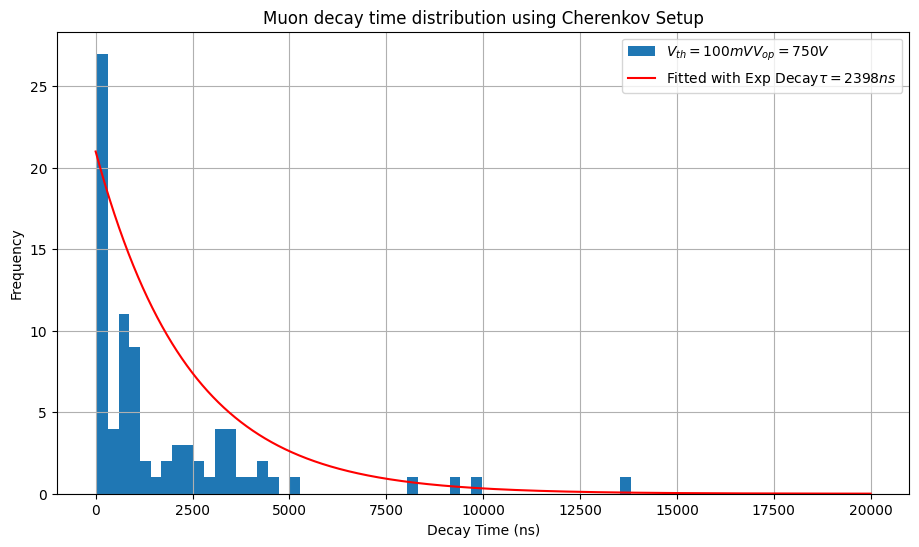 Muon decay time distribution using Cherenkov Setup
V_th = 100mVV_op = 750V
Fitted with Exp Decayτ = 2398ns
Frequency
25
20
15
10
5
0
0 2500 5000 7500 10000 12500 15000 17500 20000
Decay Time (ns)